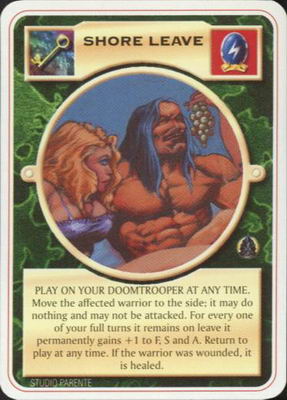 SHORE LEAVE
PLAY ON YOUR DOOMTROOPER AT ANY TIME.
Move the affected warrior to the side; it may do
nothing and may not be attacked. For every one
of your full turns it remains on leave it
permanently gains +1 to F, S and A. Return to
play at any time. If the warrior was wounded, it
is healed.
STUDIO PARENTE